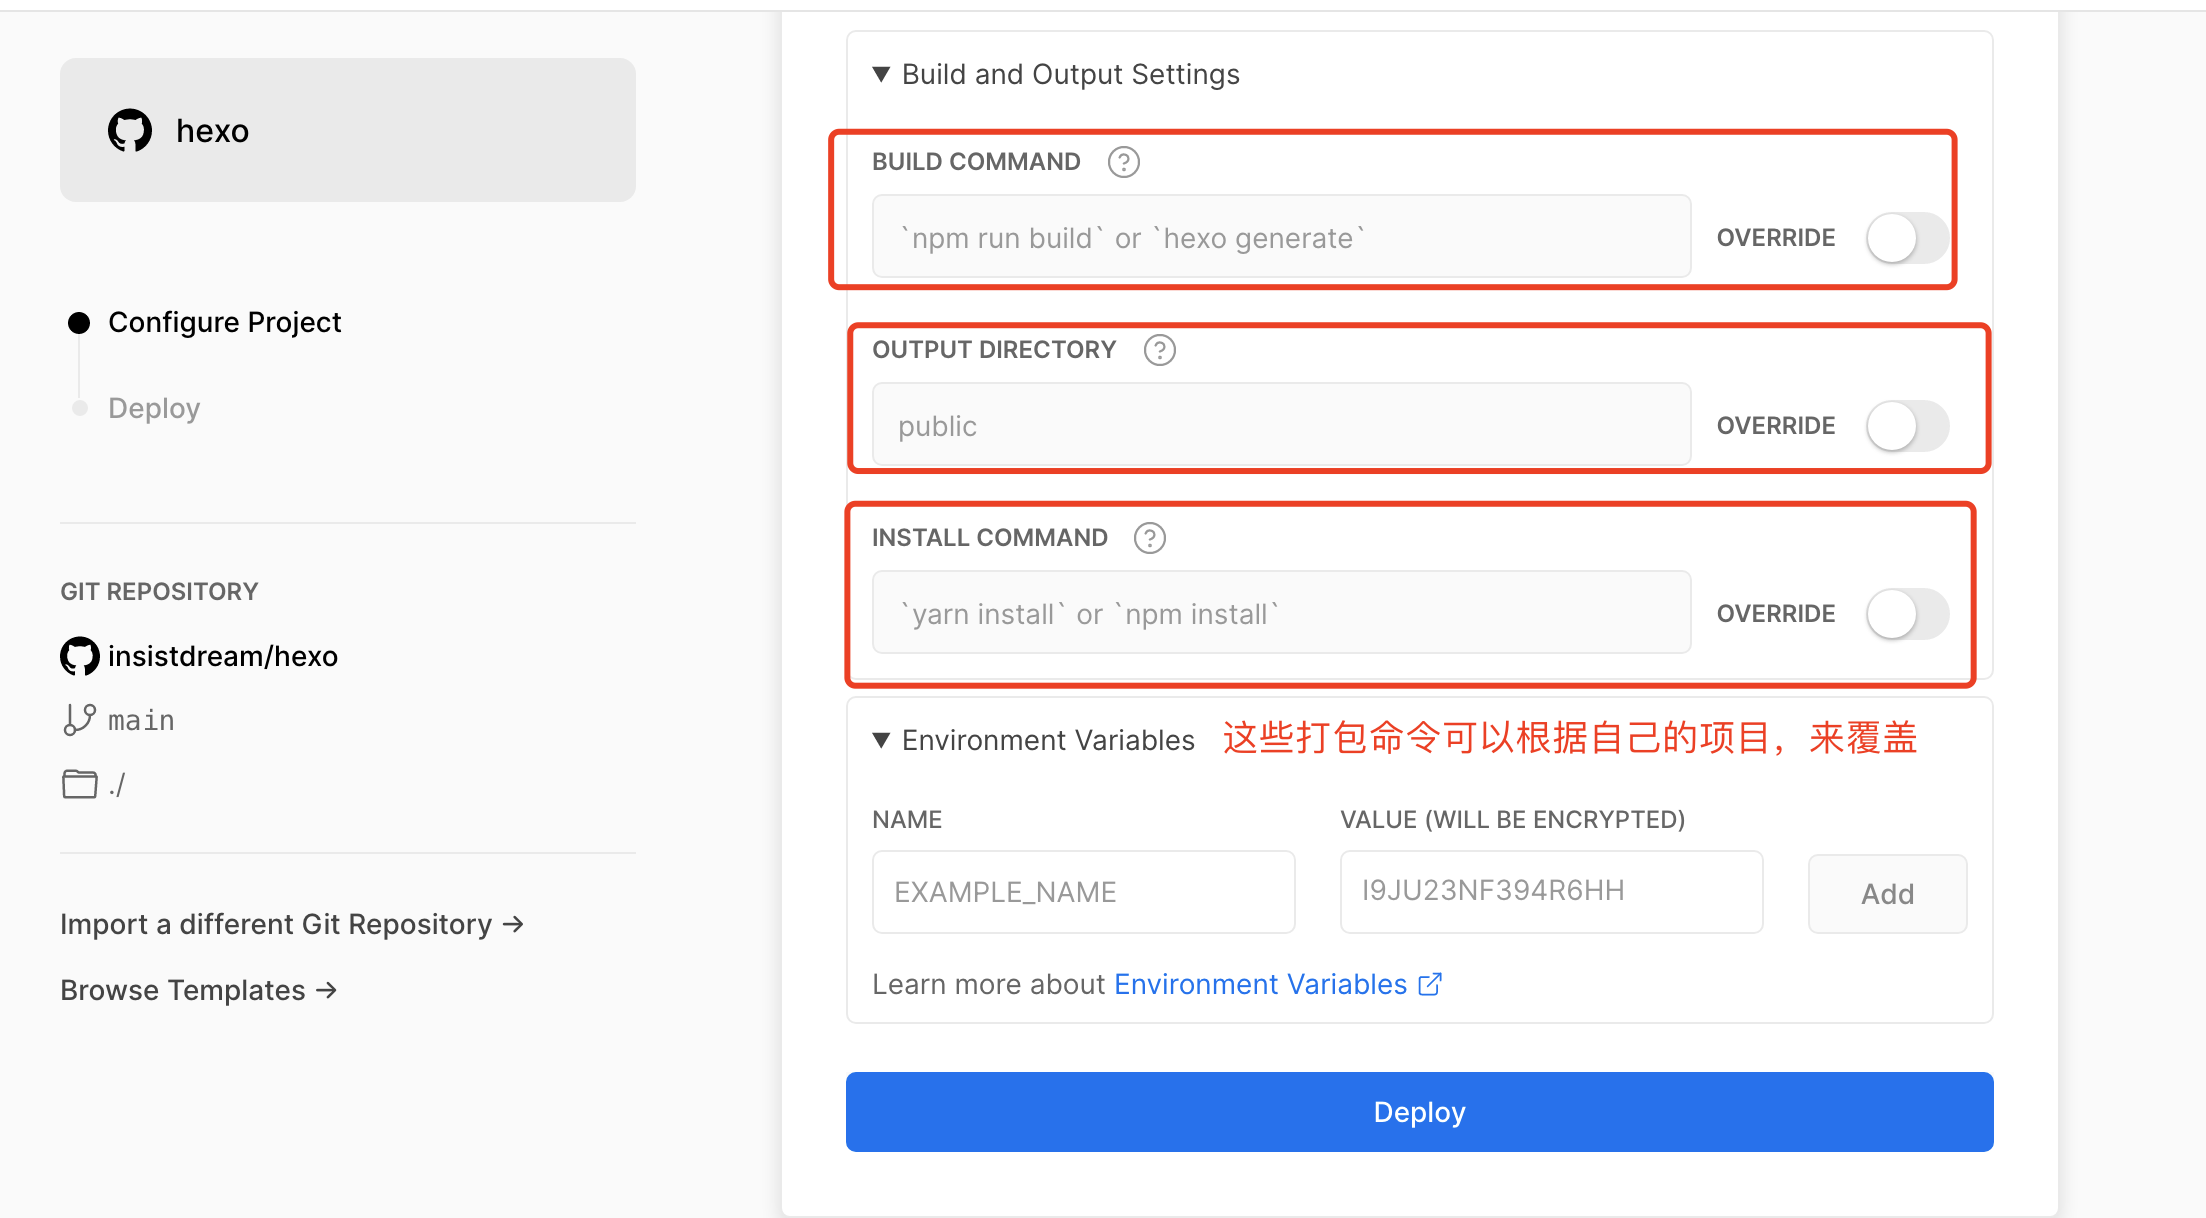 hexo
Configure Project
Deploy
GIT REPOSITORY
insistdream/hexo
main
./
Import a different Git Repository →
Browse Templates →
▼ Build and Output Settings
BUILD COMMAND ?
`npm run build` or `hexo generate`
OVERRIDE
OUTPUT DIRECTORY ?
public
OVERRIDE
INSTALL COMMAND ?
`yarn install` or `npm install`
OVERRIDE
▼ Environment Variables 这些打包命令可以根据自己的项目，来覆盖
NAME
VALUE (WILL BE ENCRYPTED)
EXAMPLE_NAME
I9JU23NF394R6HH
Add
Learn more about Environment Variables
Deploy